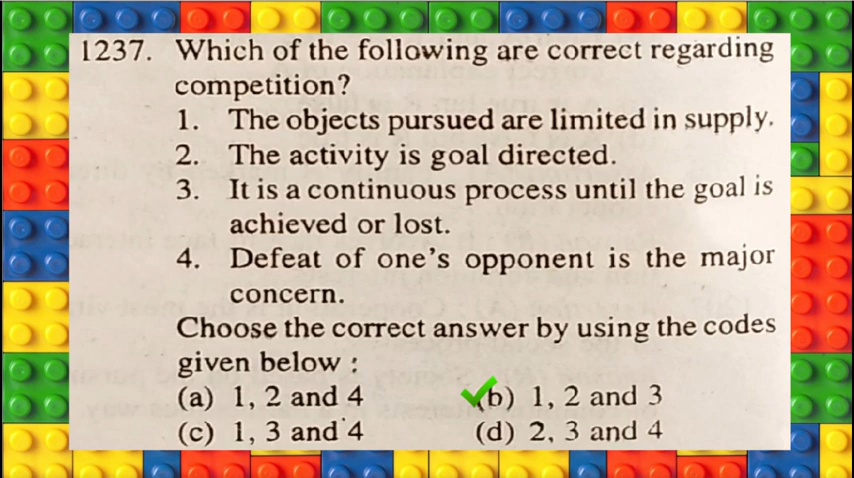 1237. Which of the following are correct regarding
competition?
1. The objects pursued are limited in supply.
2. The activity is goal directed.
3. It is a continuous process until the goal is
achieved or lost.
4. Defeat of one's opponent is the major
concern.
Choose the correct answer by using the codes
given below :
(a) 1, 2 and 4 (b) 1, 2 and 3
(c) 1, 3 and 4 (d) 2, 3 and 4